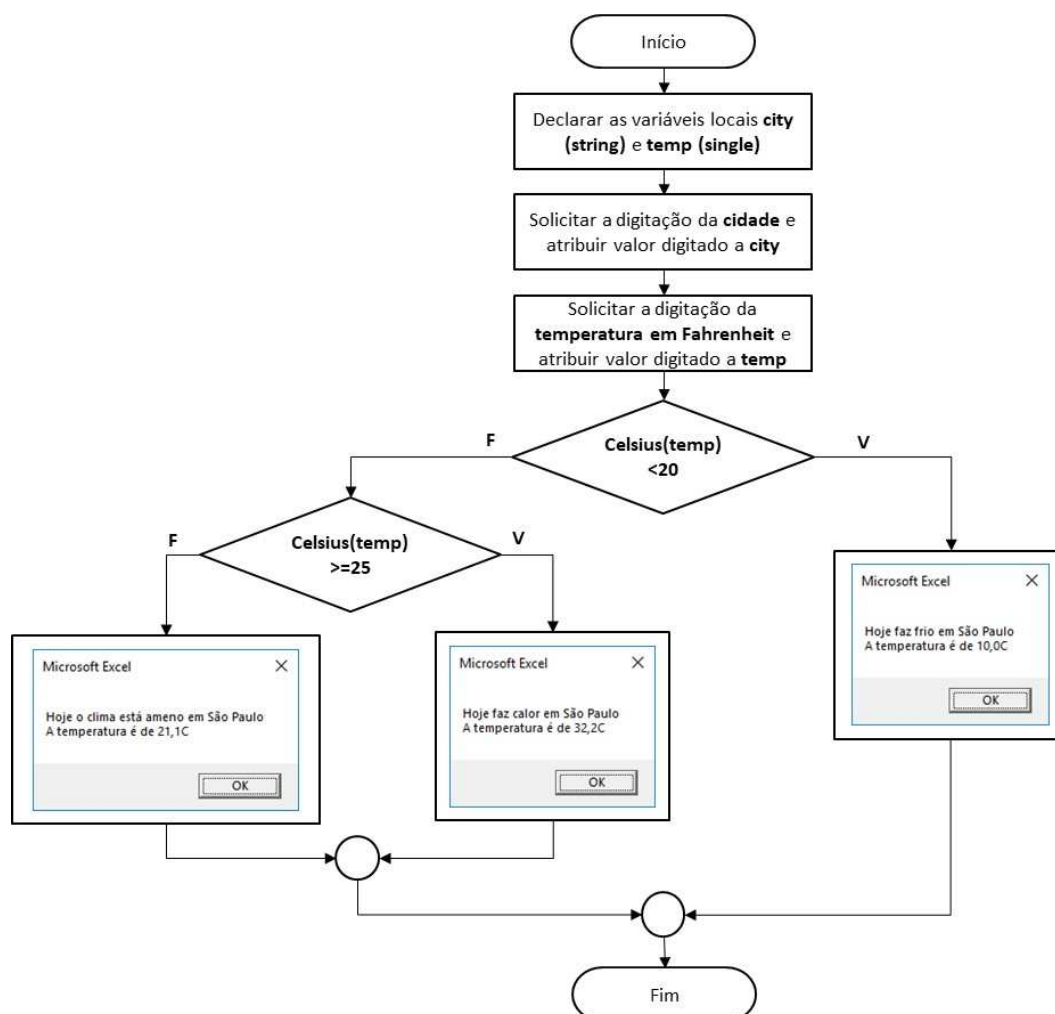 Início
Declarar as variáveis locais city
(string) e temp (single)
Solicitar a digitação da cidade e
atribuir valor digitado a city
Solicitar a digitação da
temperatura em Fahrenheit e
atribuir valor digitado a temp
F
Celsius(temp)
<20
V
F
Celsius(temp)
>=25
V
Microsoft Excel
Hoje faz frio em São Paulo
A temperatura é de 10,0C
OK
Microsoft Excel
Hoje o clima está ameno em São Paulo
A temperatura é de 21,1C
OK
Microsoft Excel
Hoje faz calor em São Paulo
A temperatura é de 32,2C
OK
Fim